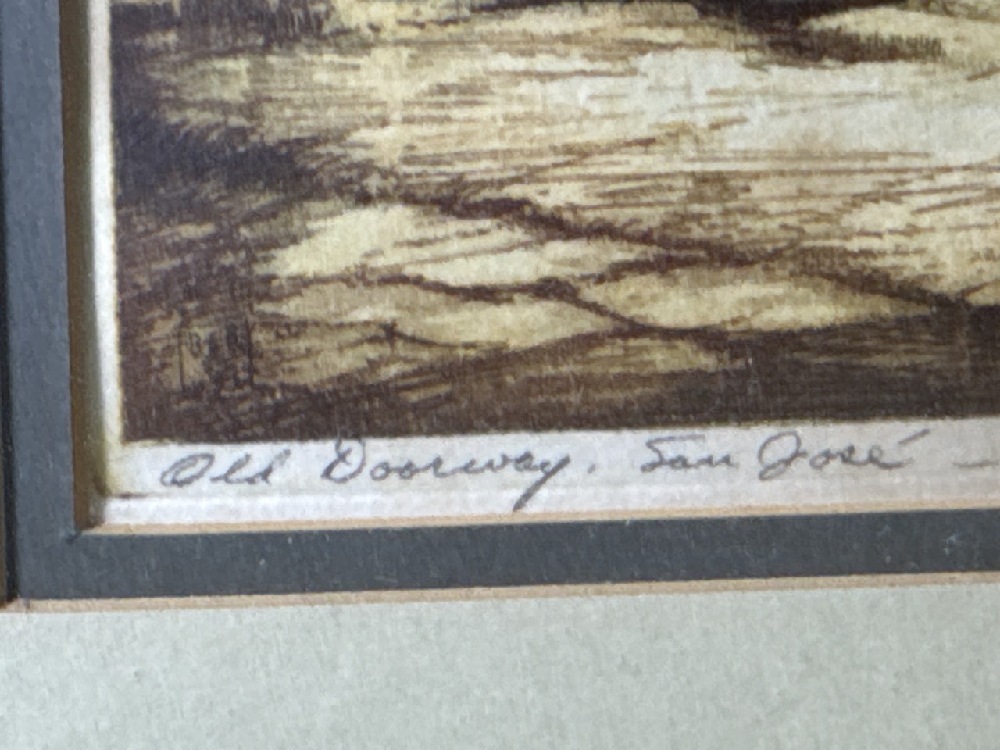 Old Doorway. San José —